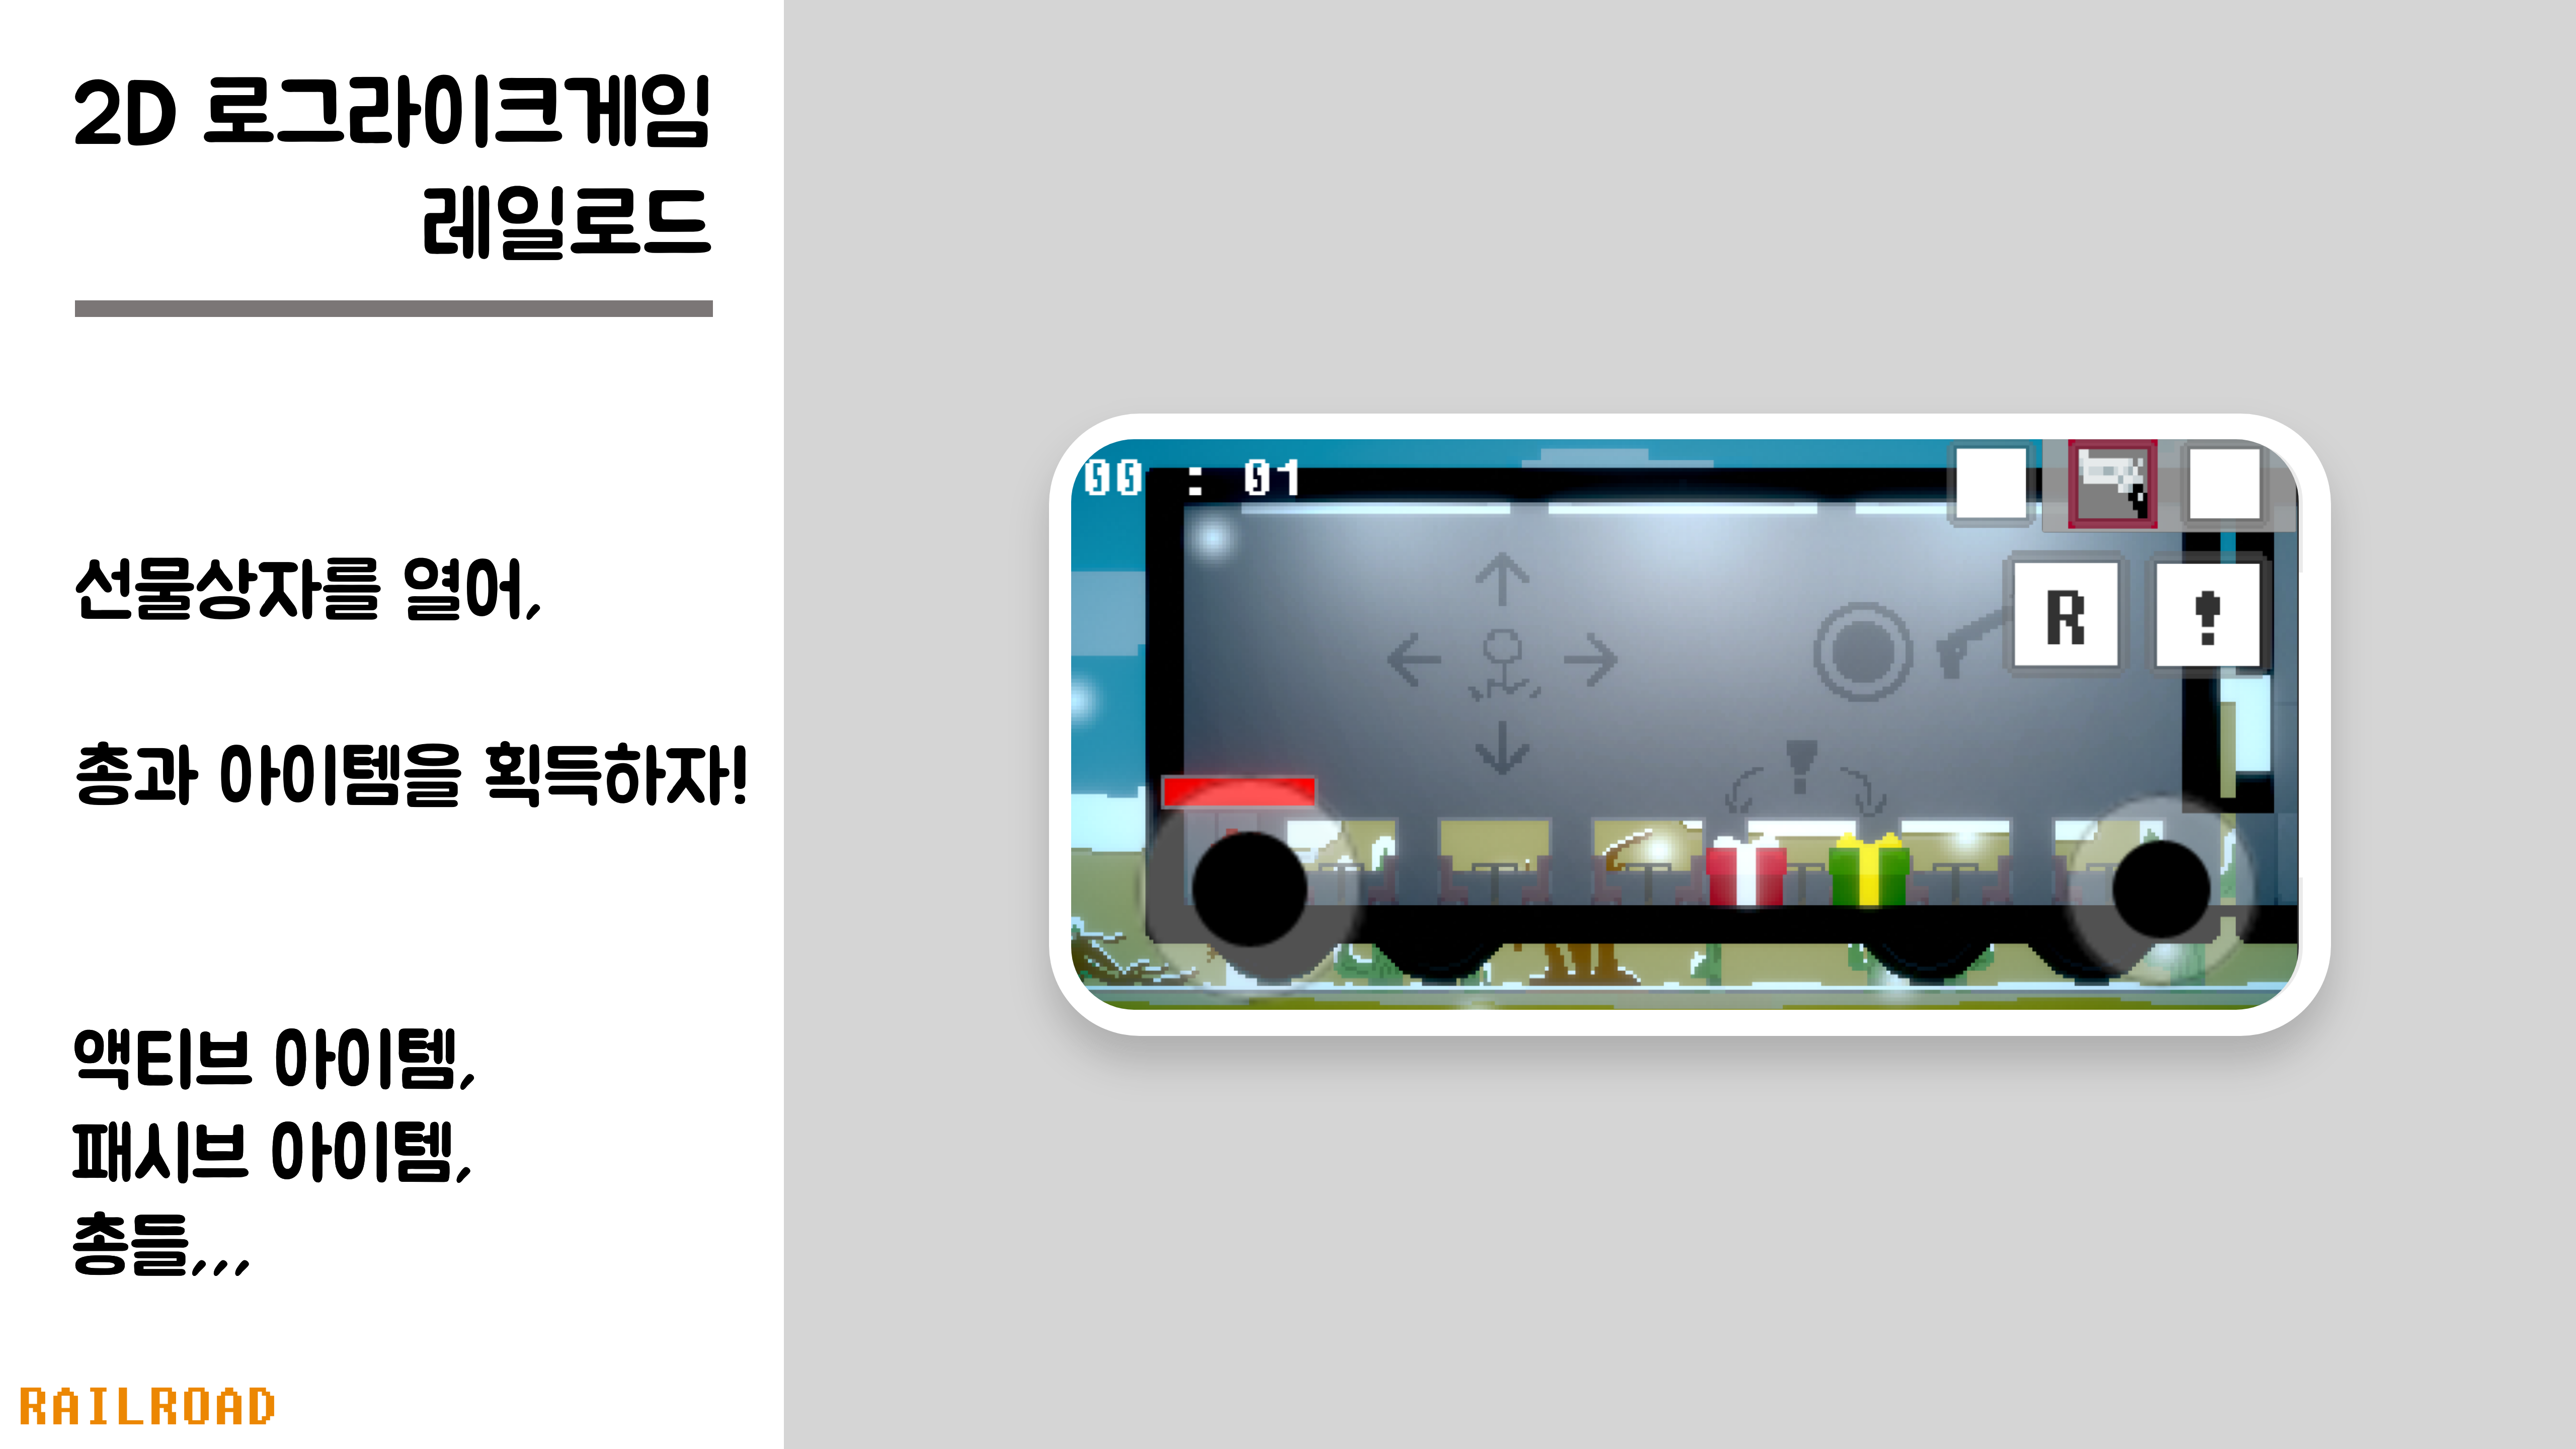 2D 로그라이크게임
레일로드
선물상자를 열어,
총과 아이템을 획득하자!
액티브 아이템,
패시브 아이템,
총들,,,
RAILROAD
00 : 01
R
!